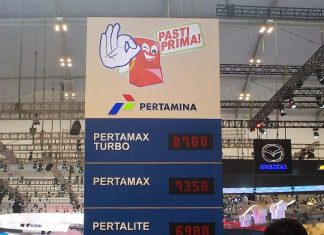 PASTI
PRIMA!
PERTAMINA
PERTAMAX
TURBO
8700
PERTAMAX
7350
PERTALITE
6900
mazda